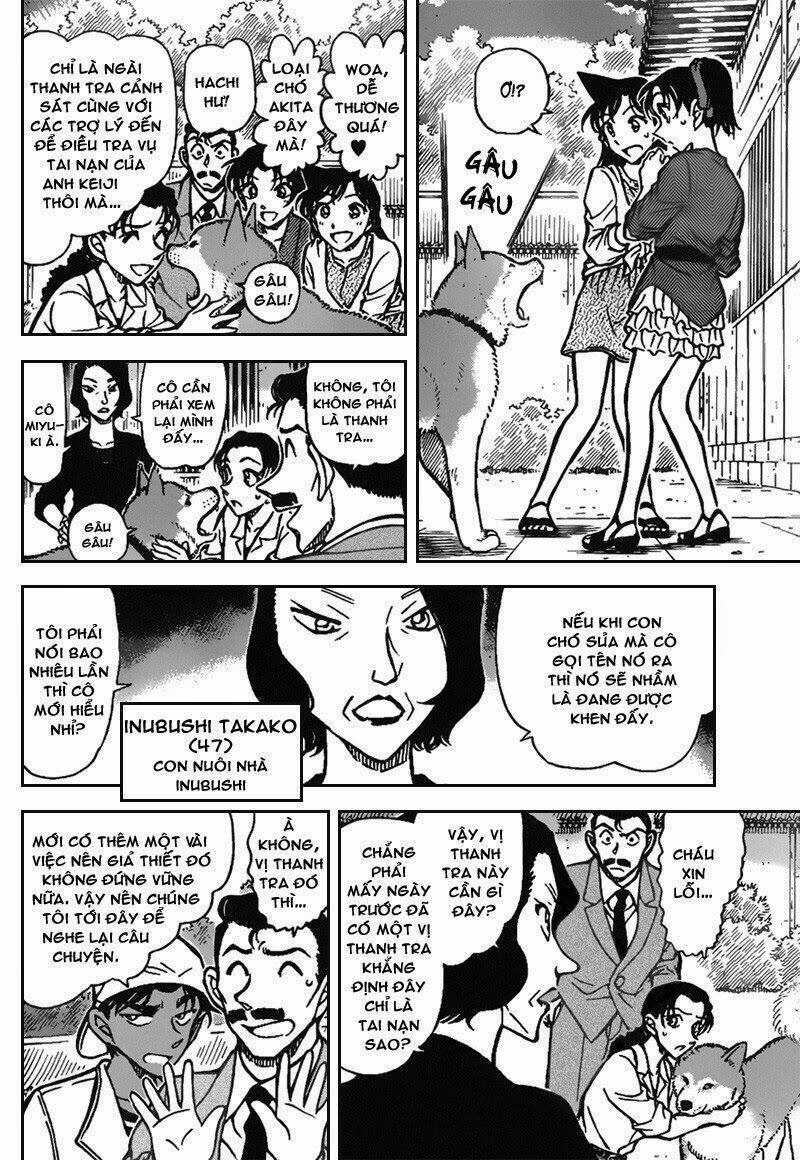 Ơ!?
GÂU
GÂU
WOA,
DỄ
THƯƠNG
QUÁ!
♥
LOẠI
CHÓ
AKITA
ĐÂY
MÀ!
HACHI
HƯ!
CHỈ LÀ NGÀI
THANH TRA CẢNH
SÁT CÙNG VỚI
CÁC TRỢ LÝ ĐẾN
ĐỂ ĐIỀU TRA VỤ
TAI NẠN CỦA
ANH KEIJI
THÔI MÀ...
GÂU
GÂU!
KHÔNG, TÔI
KHÔNG PHẢI
LÀ THANH
TRA...
CÔ CẦN
PHẢI XEM
LẠI MÌNH
ĐẤY...
CÔ
MIYU-
KI À.
GÂU
GÂU!
NẾU KHI CON
CHÓ SỦA MÀ CÔ
GỌI TÊN NÓ RA
THÌ NÓ SẼ NHẦM
LÀ ĐANG ĐƯỢC
KHEN ĐẤY.
TÔI PHẢI
NÓI BAO
NHIÊU LẦN
THÌ CÔ
MỚI HIỂU
NHỈ?
INUBUSHI TAKAKO
(47)
CON NUÔI NHÀ
INUBUSHI
CHÁU
XIN
LỖI...
VẬY, VỊ
THANH
TRA NÀY
CẦN GÌ
ĐÂY?
CHẲNG
PHẢI
MẤY NGÀY
TRƯỚC ĐÃ
CÓ MỘT VỊ
THANH TRA
KHẲNG
ĐỊNH ĐÂY
CHỈ LÀ
TAI NẠN
SAO?
À
KHÔNG,
VỊ THANH
TRA ĐÓ
THÌ...
MỚI CÓ THÊM MỘT VÀI
VIỆC NÊN GIẢ THIẾT ĐÓ
KHÔNG ĐỨNG VỮNG
NỮA. VẬY NÊN CHÚNG
TÔI TỚI ĐÂY ĐỂ
NGHE LẠI CÂU
CHUYỆN.